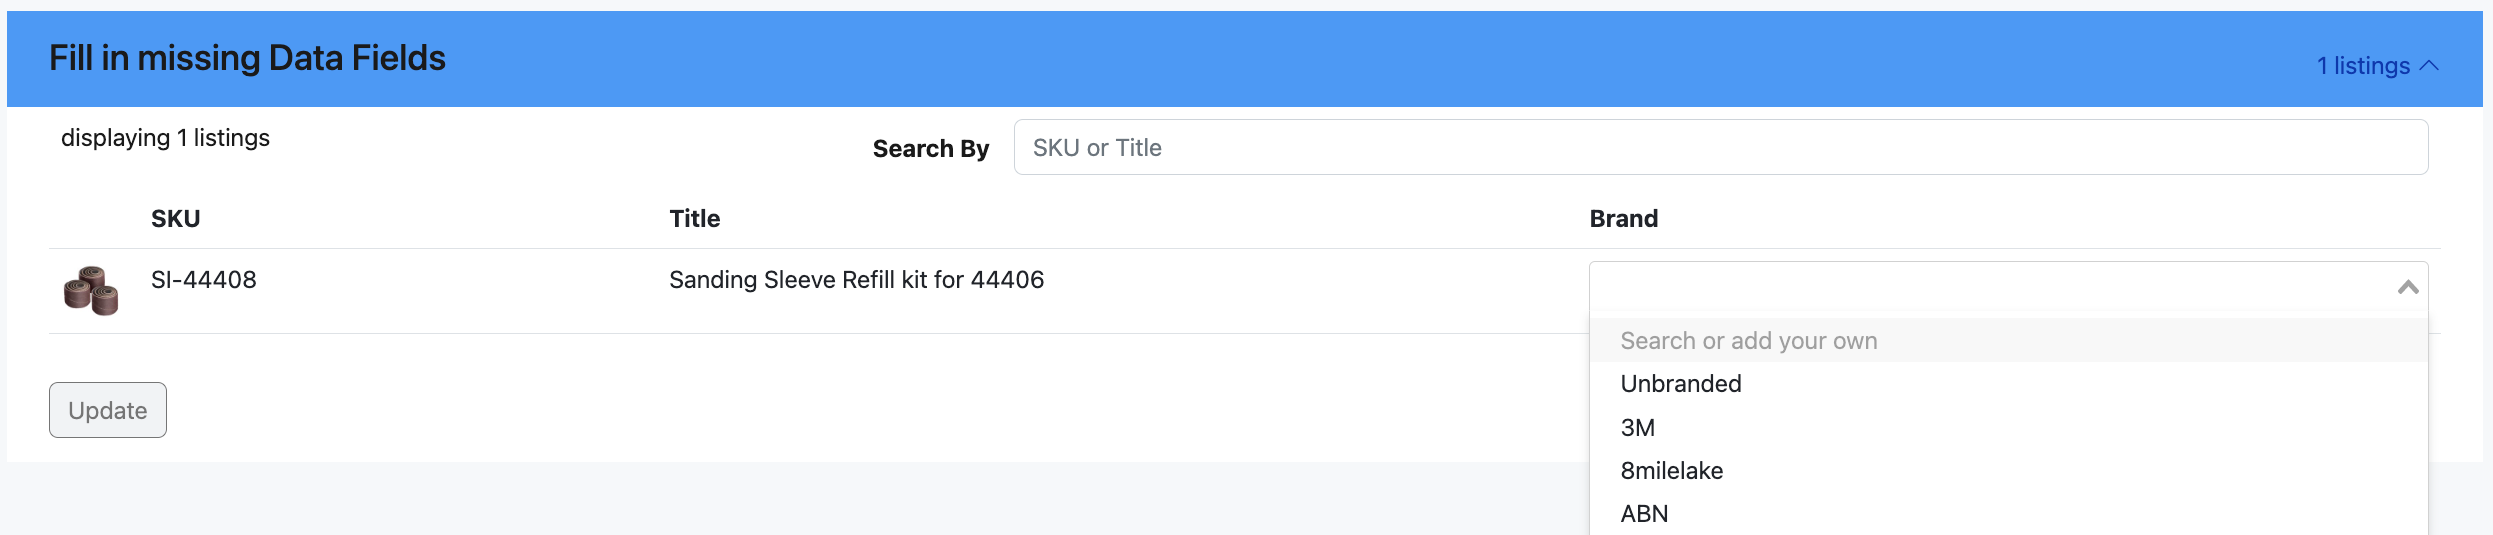 Fill in missing Data Fields
1 listings
displaying 1 listings
Search By
SKU or Title
SKU
Title
Brand
SI-44408
Sanding Sleeve Refill kit for 44406
Search or add your own
Unbranded
3M
8milelake
ABN
Update